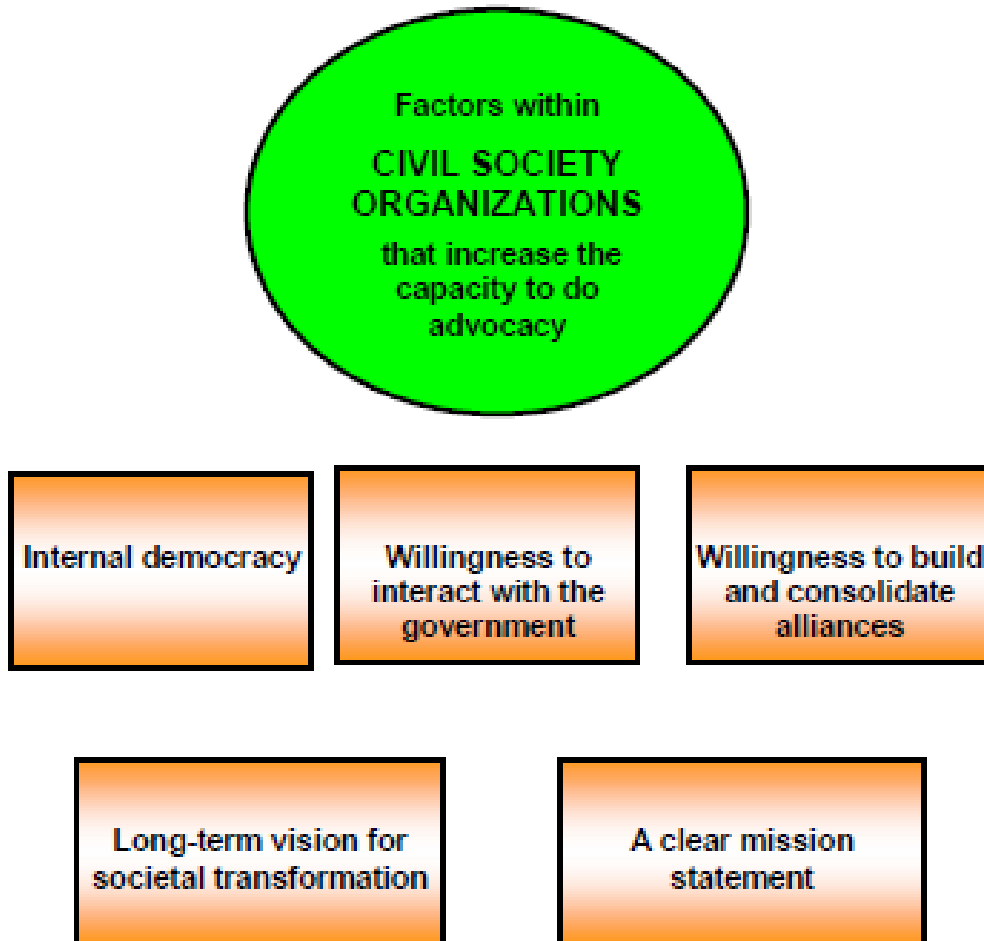 Factors within
CIVIL SOCIETY
ORGANIZATIONS
that increase the
capacity to do
advocacy
Internal democracy
Willingness to
interact with the
government
Willingness to build
and consolidate
alliances
Long-term vision for
societal transformation
A clear mission
statement